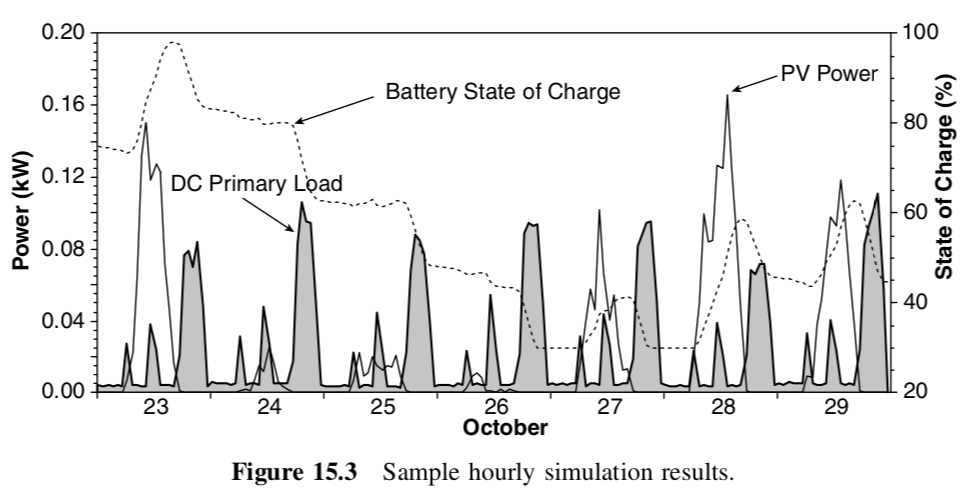 0.20
0.16
0.12
0.08
0.04
0.00
Power (kW)
100
80
60
40
20
State of Charge (%)
PV Power
Battery State of Charge
DC Primary Load
23 24 25 26 27 28 29
October
Figure 15.3 Sample hourly simulation results.